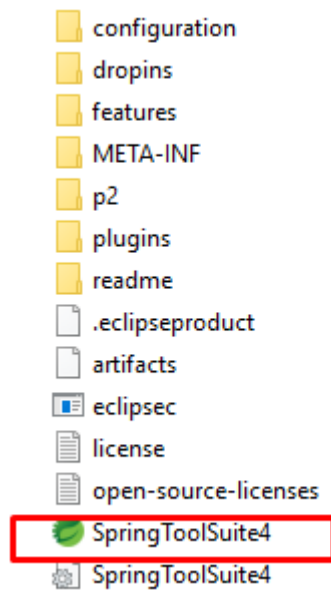 configuration
dropins
features
META-INF
p2
plugins
readme
.eclipseproduct
artifacts
eclipsec
license
open-source-licenses
SpringToolSuite4
SpringToolSuite4